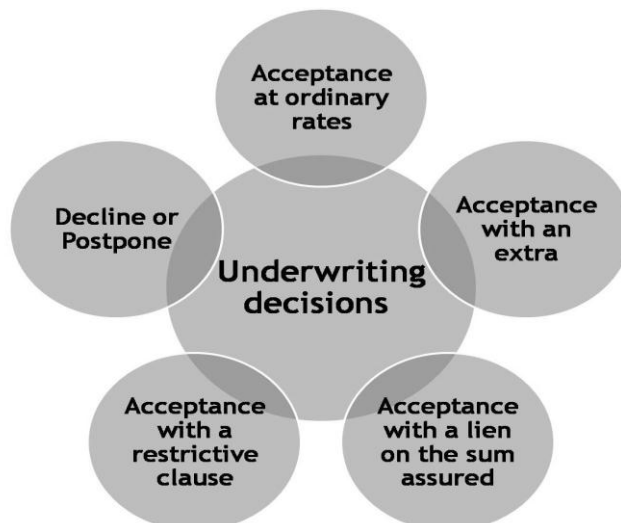 Acceptance
at ordinary
rates
Decline or
Postpone
Acceptance
with an
extra
Underwriting
decisions
Acceptance
with a
restrictive
clause
Acceptance
with a lien
on the sum
assured